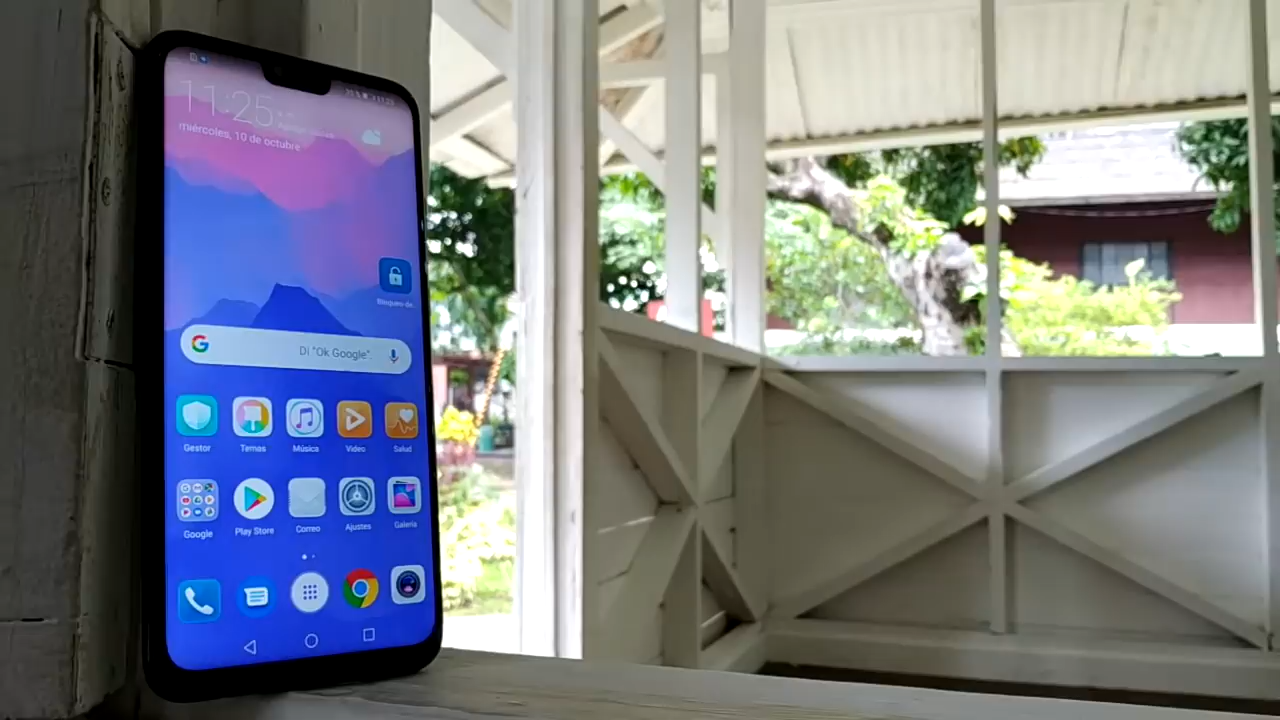 11:25
miércoles, 10 de octubre
Bloqueo de..
Di "Ok Google"
Gestor
Temas
Música
Video
Salud
Google
Play Store
Correo
Ajustes
Galería